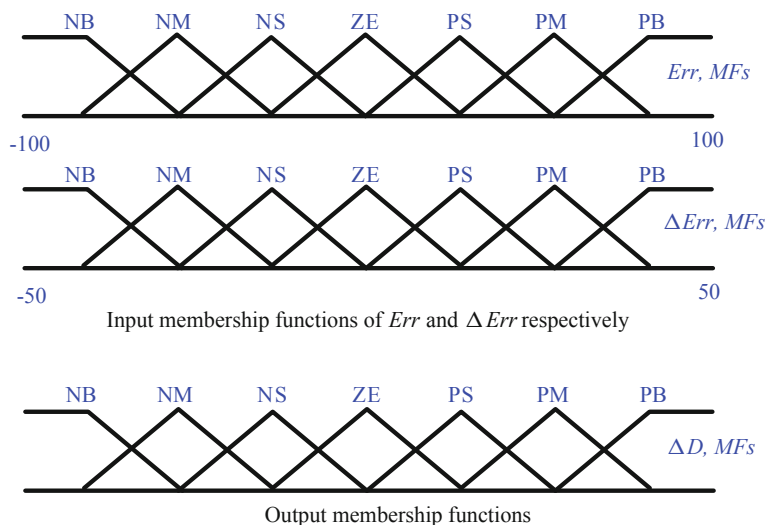 NB NM NS ZE PS PM PB
Err, MFs
-100 100
NB NM NS ZE PS PM PB
ΔErr, MFs
-50 50
Input membership functions of Err and ΔErr respectively
NB NM NS ZE PS PM PB
ΔD, MFs
Output membership functions